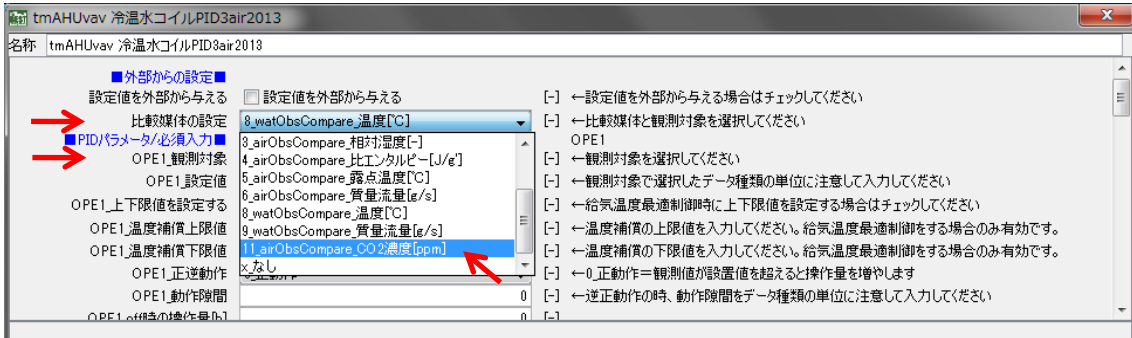 tmAHUvav 冷温水コイルPID3air2013
名称 tmAHUvav 冷温水コイルPID3air2013
■外部からの設定■
設定値を外部から与える 設定値を外部から与える [-] ←設定値を外部から与える場合はチェックしてください
比較媒体の設定 8_watObsCompare_温度[℃] [-] ←比較媒体と観測対象を選択してください
■PIDパラメータ/必須入力■ 3_airObsCompare_相対湿度[-] OPE1
OPE1_観測対象 4_airObsCompare_比エンタルピー[J/g'] [-] ←観測対象を選択してください
OPE1_設定値 5_airObsCompare_露点温度[℃] [-] ←観測対象で選択したデータ種類の単位に注意して入力してください
6_airObsCompare_質量流量[g/s]
OPE1_上下限値を設定する 8_watObsCompare_温度[℃] [-] ←給気温度最適制御時に上下限値を設定する場合はチェックしてください
OPE1_温度補償上限値 9_watObsCompare_質量流量[g/s] [-] ←温度補償の上限値を入力してください。給気温度最適制御をする場合のみ有効です。
OPE1_温度補償下限値 11_airObsCompare_CO2濃度[ppm] [-] ←温度補償の下限値を入力してください。給気温度最適制御をする場合のみ有効です。
x_なし
OPE1_正逆動作 [-] ←0_正動作＝観測値が設置値を超えると操作量を増やします
OPE1_動作隙間 0 [-] ←逆正動作の時、動作隙間をデータ種類の単位に注意して入力してください
OPE1 off時の操作量[h] 0 [-]